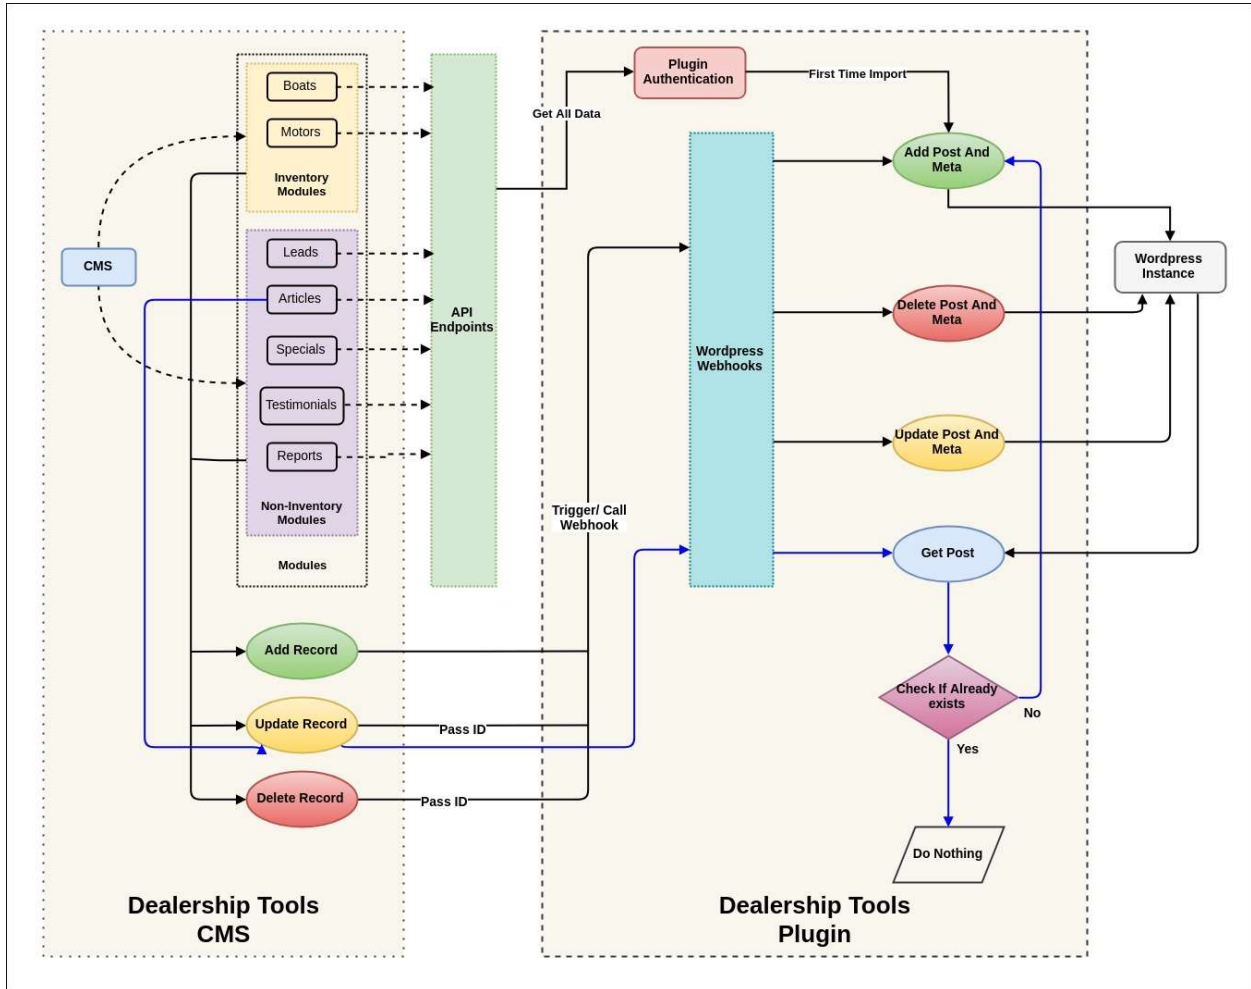 Boats
Motors
Inventory
Modules
CMS
Leads
Articles
Specials
Testimonials
Reports
Non-Inventory
Modules
Modules
API
Endpoints
Add Record
Update Record
Delete Record
Pass ID
Pass ID
Dealership Tools
CMS
Get All Data
Plugin
Authentication
First Time Import
Trigger/ Call
Webhook
Wordpress
Webhooks
Add Post And
Meta
Delete Post And
Meta
Update Post And
Meta
Get Post
Check If Already
exists
No
Yes
Do Nothing
Wordpress
Instance
Dealership Tools
Plugin